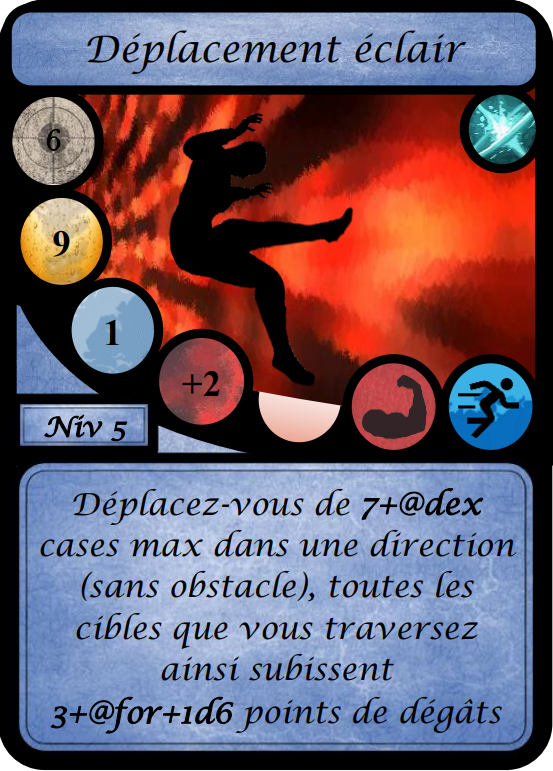 Déplacement éclair
6
9
1
+2
Niv 5
Déplacez-vous de 7+@dex
cases max dans une direction
(sans obstacle), toutes les
cibles que vous traversez
ainsi subissent
3+@for+1d6 points de dégâts